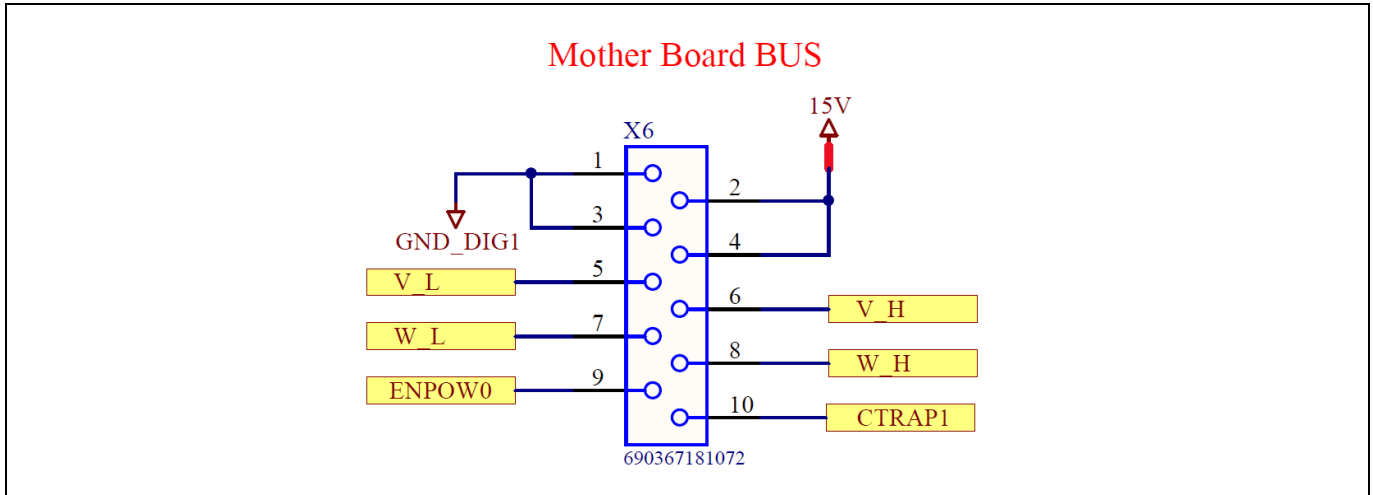 Mother Board BUS
15V
X6
1
2
3
GND_DIG1
4
V_L
5
6
V_H
W_L
7
8
W_H
ENPOW0
9
10
CTRAP1
690367181072